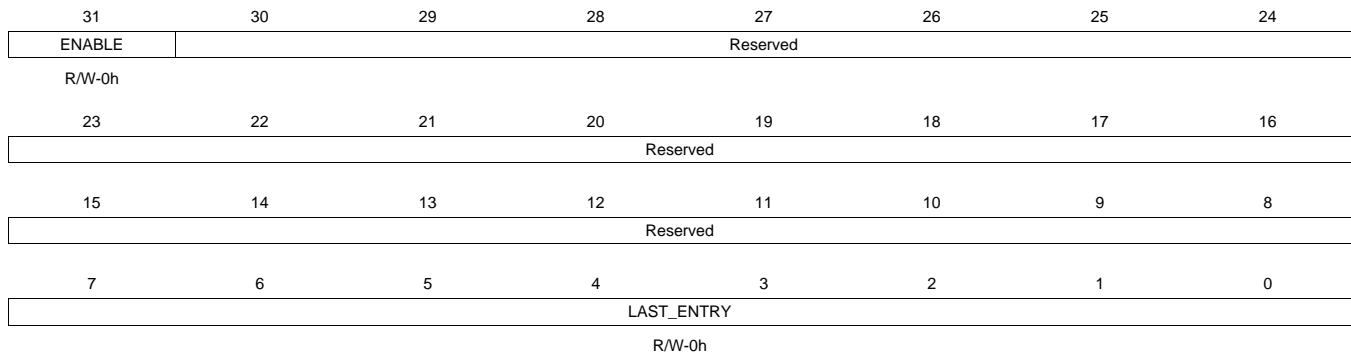 31 30 29 28 27 26 25 24
ENABLE Reserved
R/W-0h
23 22 21 20 19 18 17 16
Reserved
15 14 13 12 11 10 9 8
Reserved
7 6 5 4 3 2 1 0
LAST_ENTRY
R/W-0h